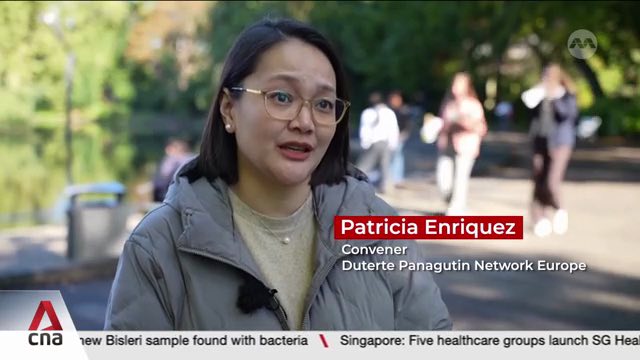 Patricia Enriquez
Convener
Duterte Panagutin Network Europe
cna
new Bisleri sample found with bacteria \ Singapore: Five healthcare groups launch SG Hea